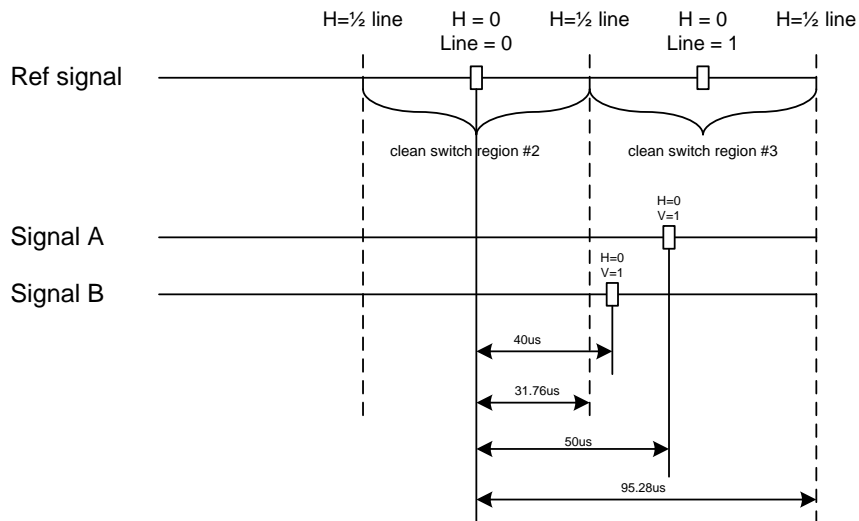 H=½ line
H = 0
Line = 0
H=½ line
H = 0
Line = 1
H=½ line
Ref signal
clean switch region #2
clean switch region #3
H=0
V=1
Signal A
H=0
V=1
Signal B
40us
31.76us
50us
95.28us